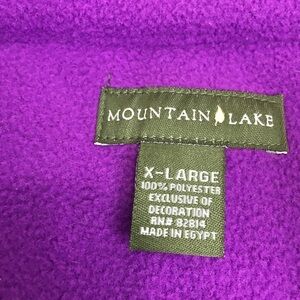 MOUNTAIN LAKE
X-LARGE
100% POLYESTER
EXCLUSIVE OF
DECORATION
RN# 82814
MADE IN EGYPT